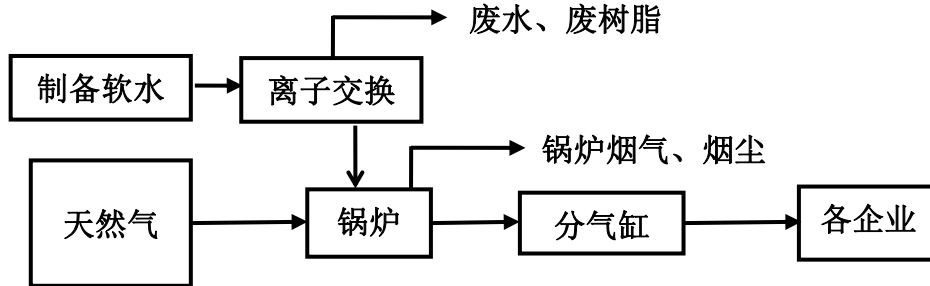 废水、废树脂
制备软水
离子交换
锅炉烟气、烟尘
天然气
锅炉
分气缸
各企业